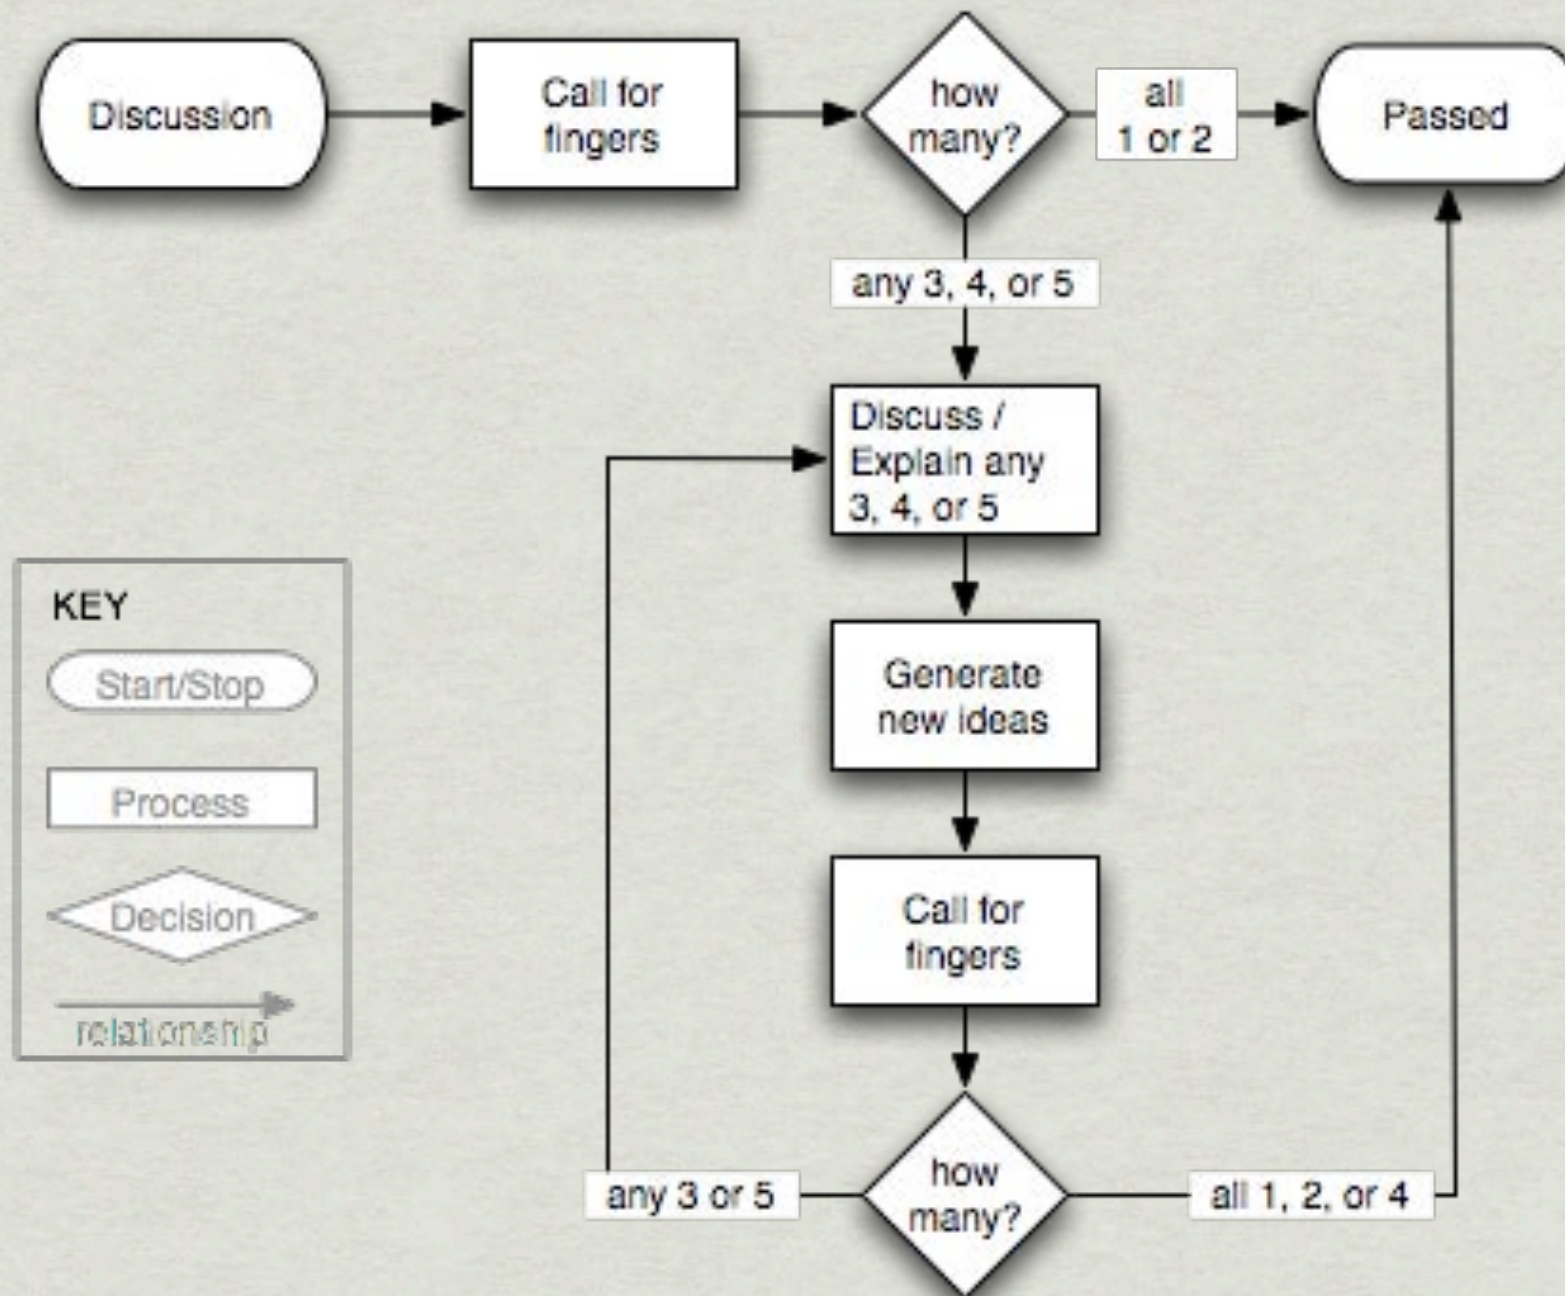 Discussion
Call for
fingers
how
many?
all
1 or 2
Passed
any 3, 4, or 5
Discuss /
Explain any
3, 4, or 5
Generate
new ideas
Call for
fingers
how
many?
any 3 or 5
all 1, 2, or 4
KEY
Start/Stop
Process
Decision
relationship